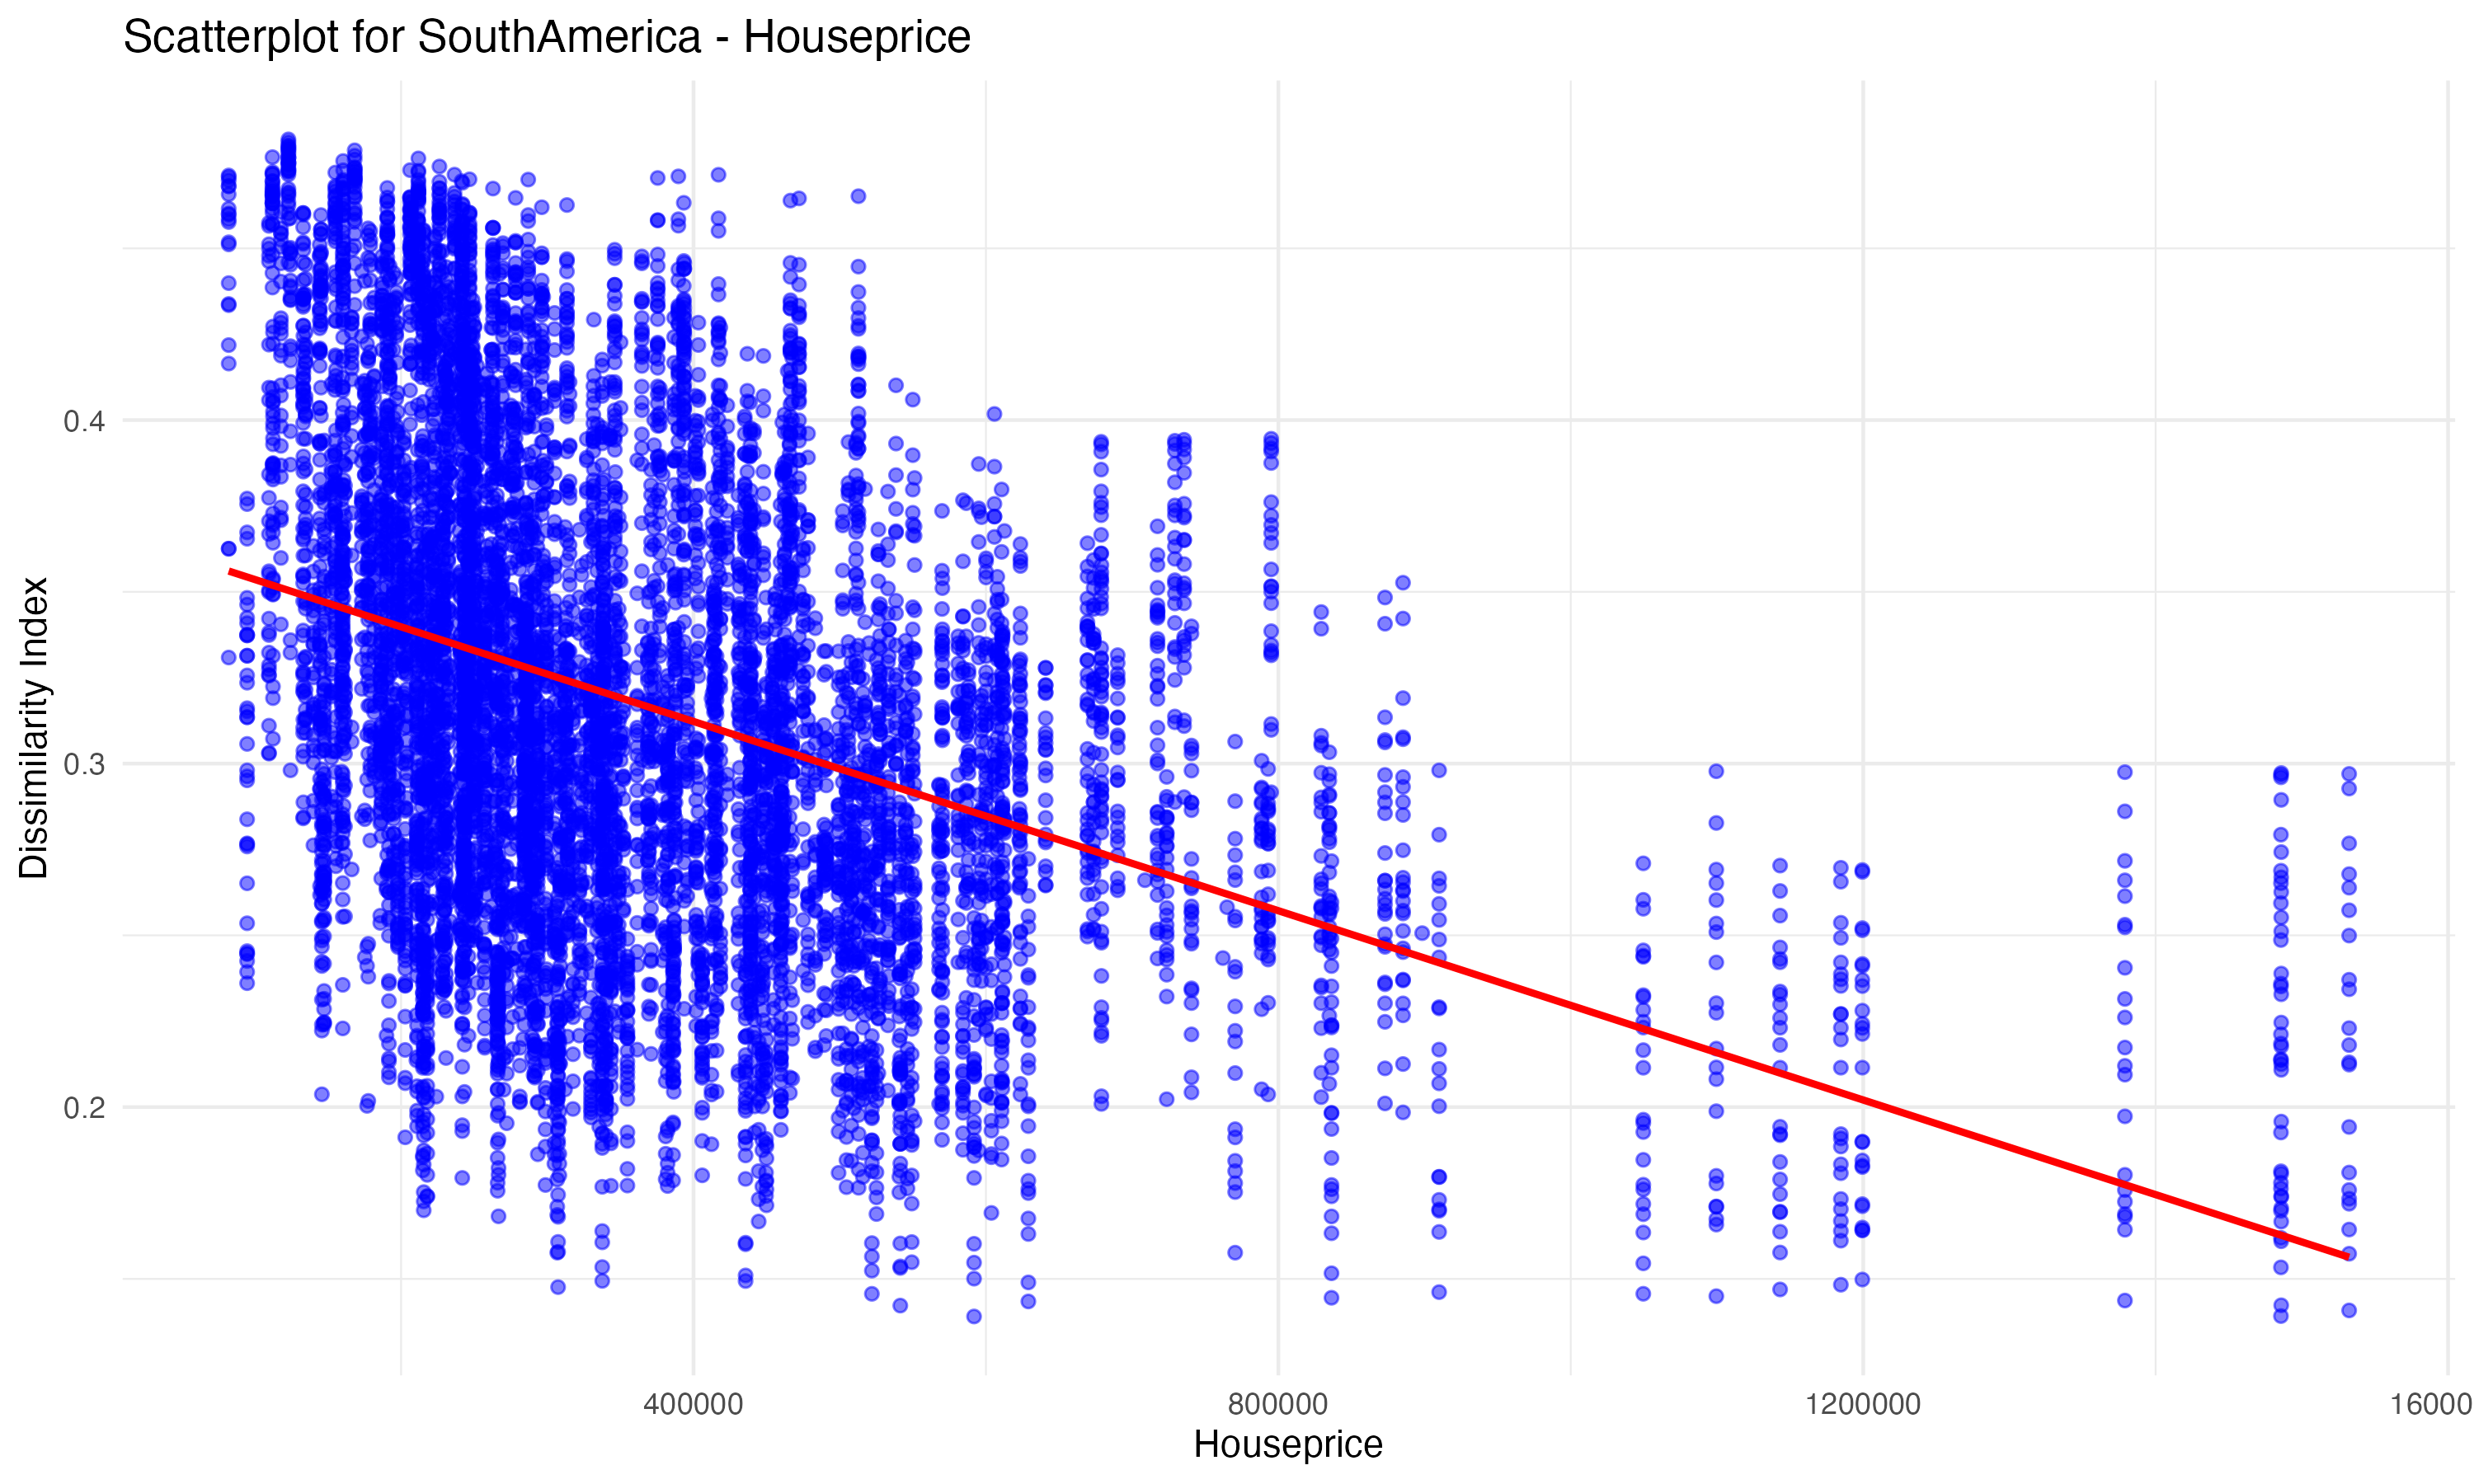 Scatterplot for SouthAmerica - Houseprice
Dissimilarity Index
0.4
0.3
0.2
400000
800000
1200000
16000
Houseprice